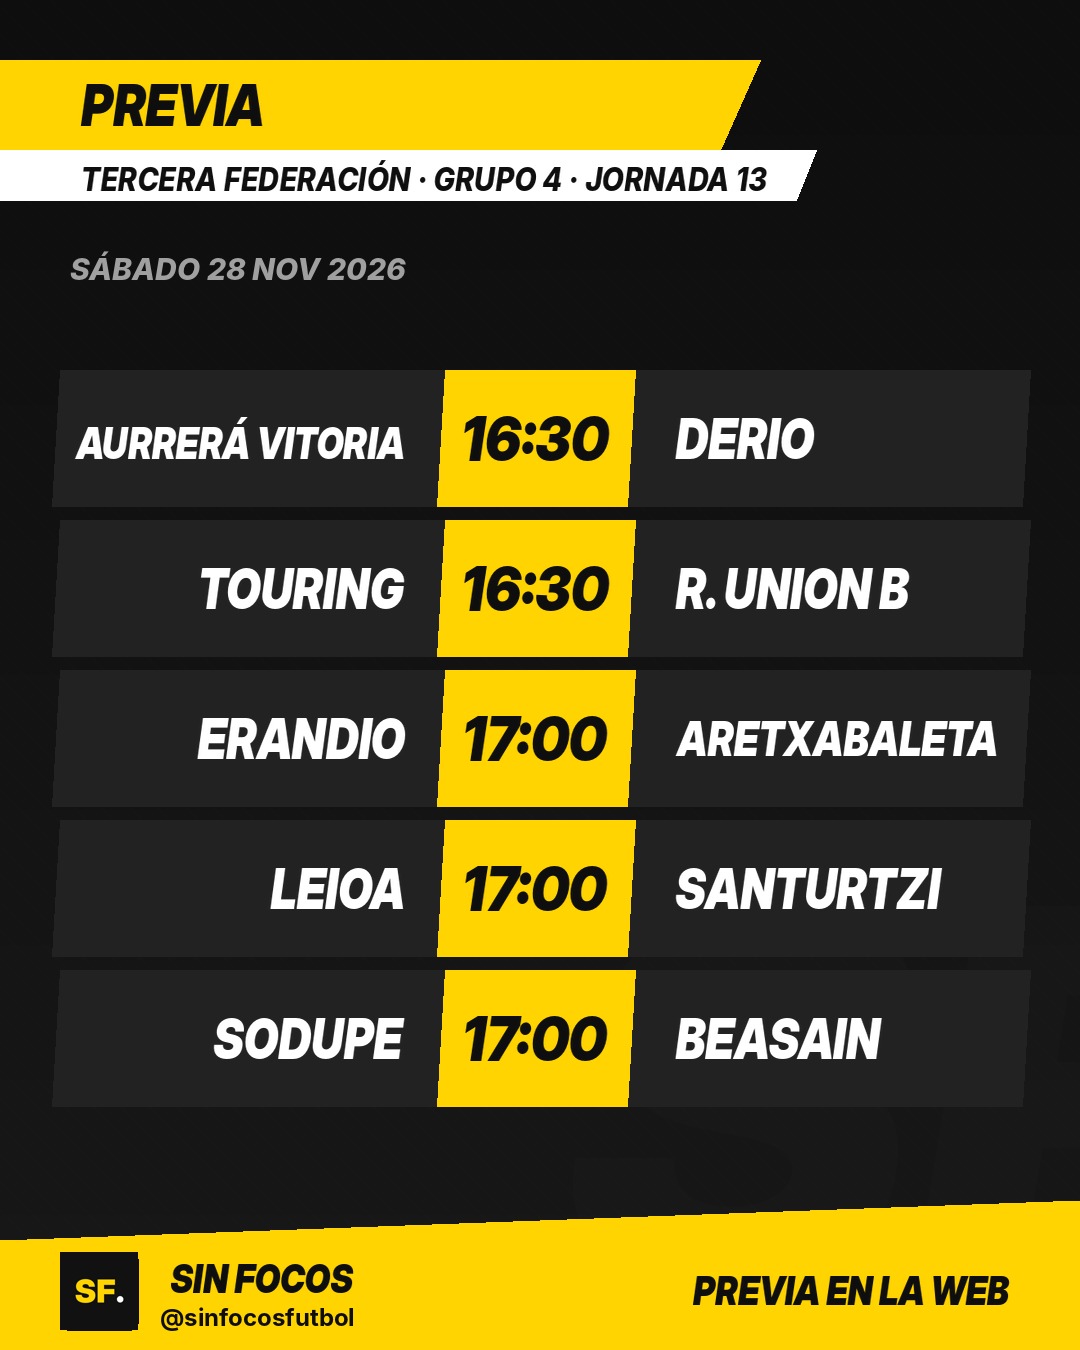 PREVIA
TERCERA FEDERACIÓN · GRUPO 4 · JORNADA 13
SÁBADO 28 NOV 2026
AURRERÁ VITORIA 16:30 DERIO
TOURING 16:30 R. UNION B
ERANDIO 17:00 ARETXABALETA
LEIOA 17:00 SANTURTZI
SODUPE 17:00 BEASAIN
SF. SIN FOCOS
@sinfocosfutbol
PREVIA EN LA WEB